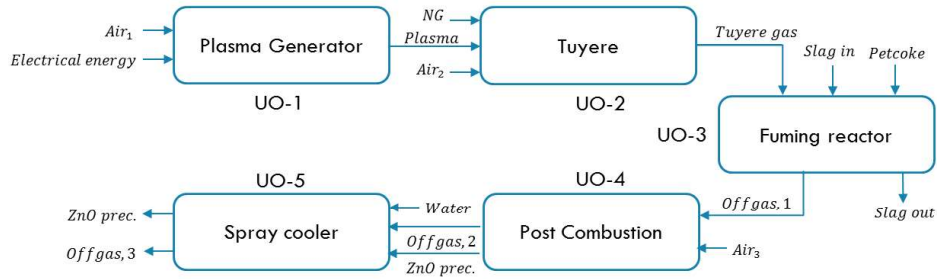 Air₁
Electrical energy
Plasma Generator
UO-1
NG
Plasma
Air₂
Tuyere
UO-2
Tuyere gas
Slag in
Petcoke
UO-3
Fuming reactor
Slag out
UO-5
UO-4
ZnO prec.
Offgas, 3
Spray cooler
Water
Offgas, 2
ZnO prec.
Post Combustion
Offgas, 1
Air₃